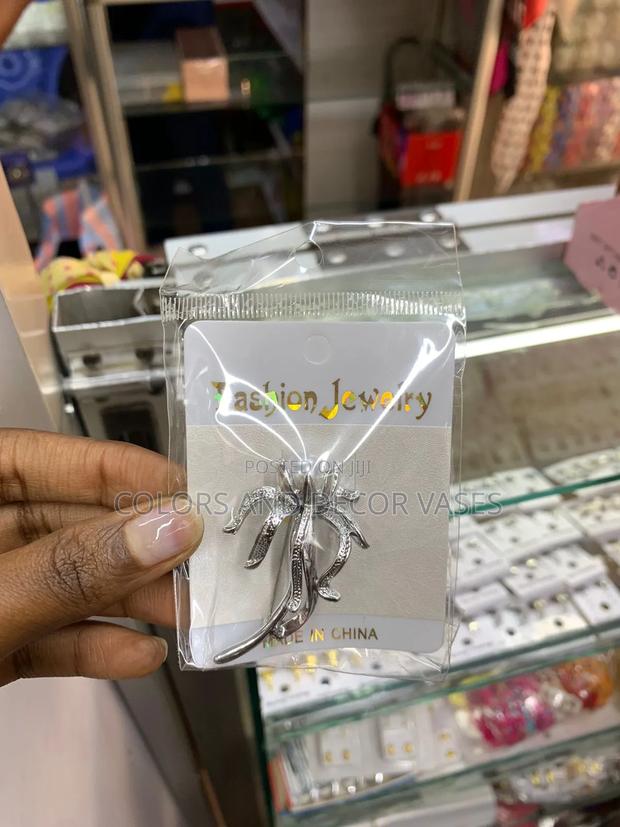 Fashion Jewelry
POSTED ON JIJI
COLORS AND DECOR VASES
MADE IN CHINA